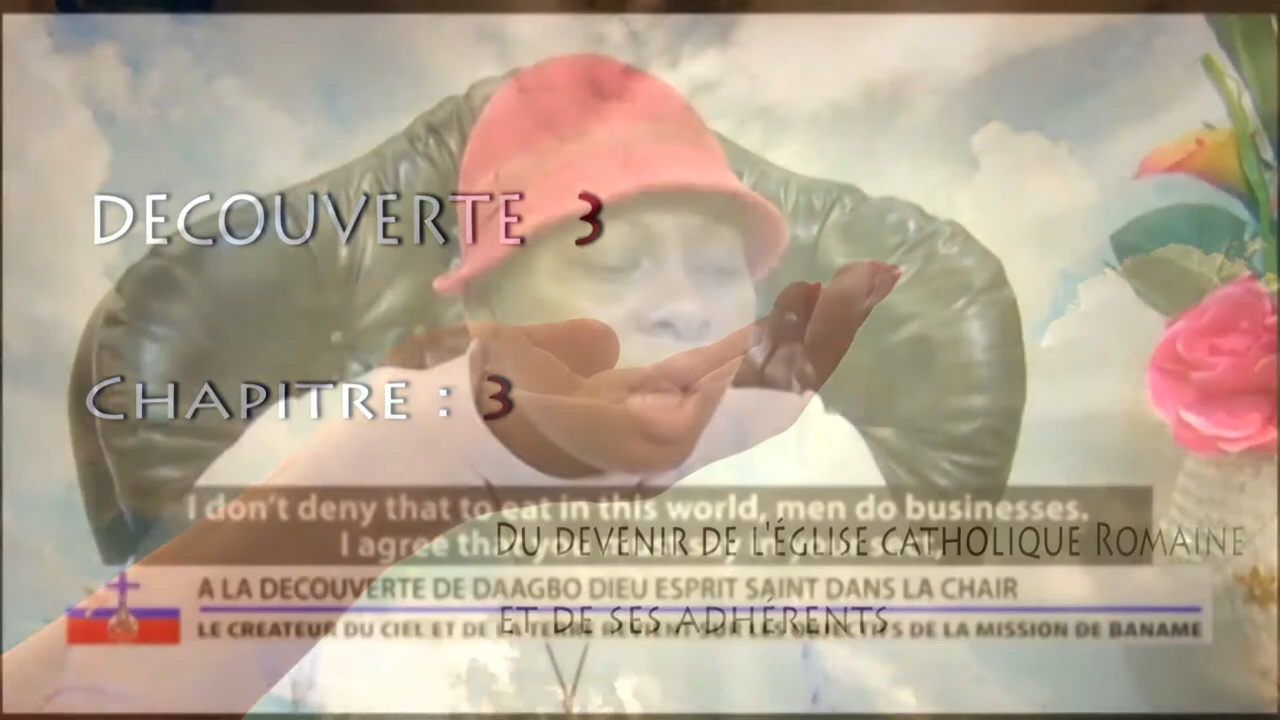 DECOUVERTE 3
CHAPITRE : 3
I don't deny that to eat in this world, men do businesses.
I agree
DU DEVENIR DE L'ÉGLISE CATHOLIQUE ROMAINE
A LA DECOUVERTE DE DAAGBO DIEU ESPRIT SAINT DANS LA CHAIR
ET DE SES ADHÉRENTS
LE CREATEUR DU CIEL ET DE LA TERRE DE LA MISSION DE BANAME